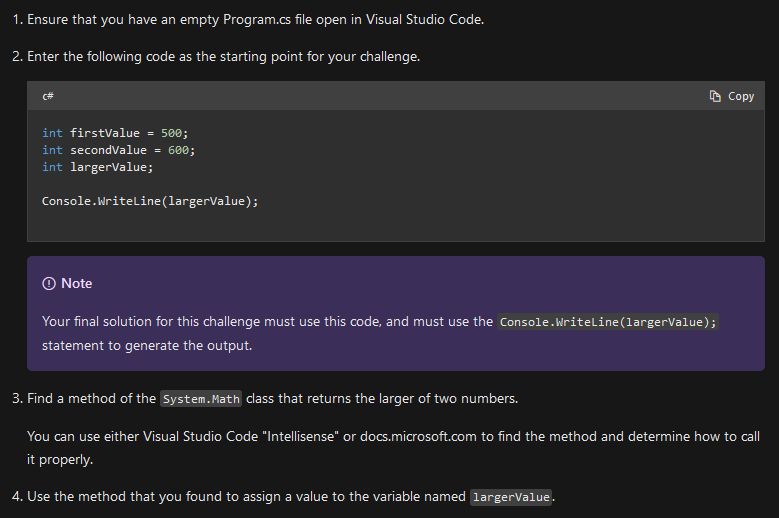 1. Ensure that you have an empty Program.cs file open in Visual Studio Code.
2. Enter the following code as the starting point for your challenge.
c#
Copy
int firstValue = 500;
int secondValue = 600;
int largerValue;
Console.WriteLine(largerValue);
Note
Your final solution for this challenge must use this code, and must use the Console.WriteLine(largerValue);
statement to generate the output.
3. Find a method of the System.Math class that returns the larger of two numbers.
You can use either Visual Studio Code "Intellisense" or docs.microsoft.com to find the method and determine how to call
it properly.
4. Use the method that you found to assign a value to the variable named largerValue.